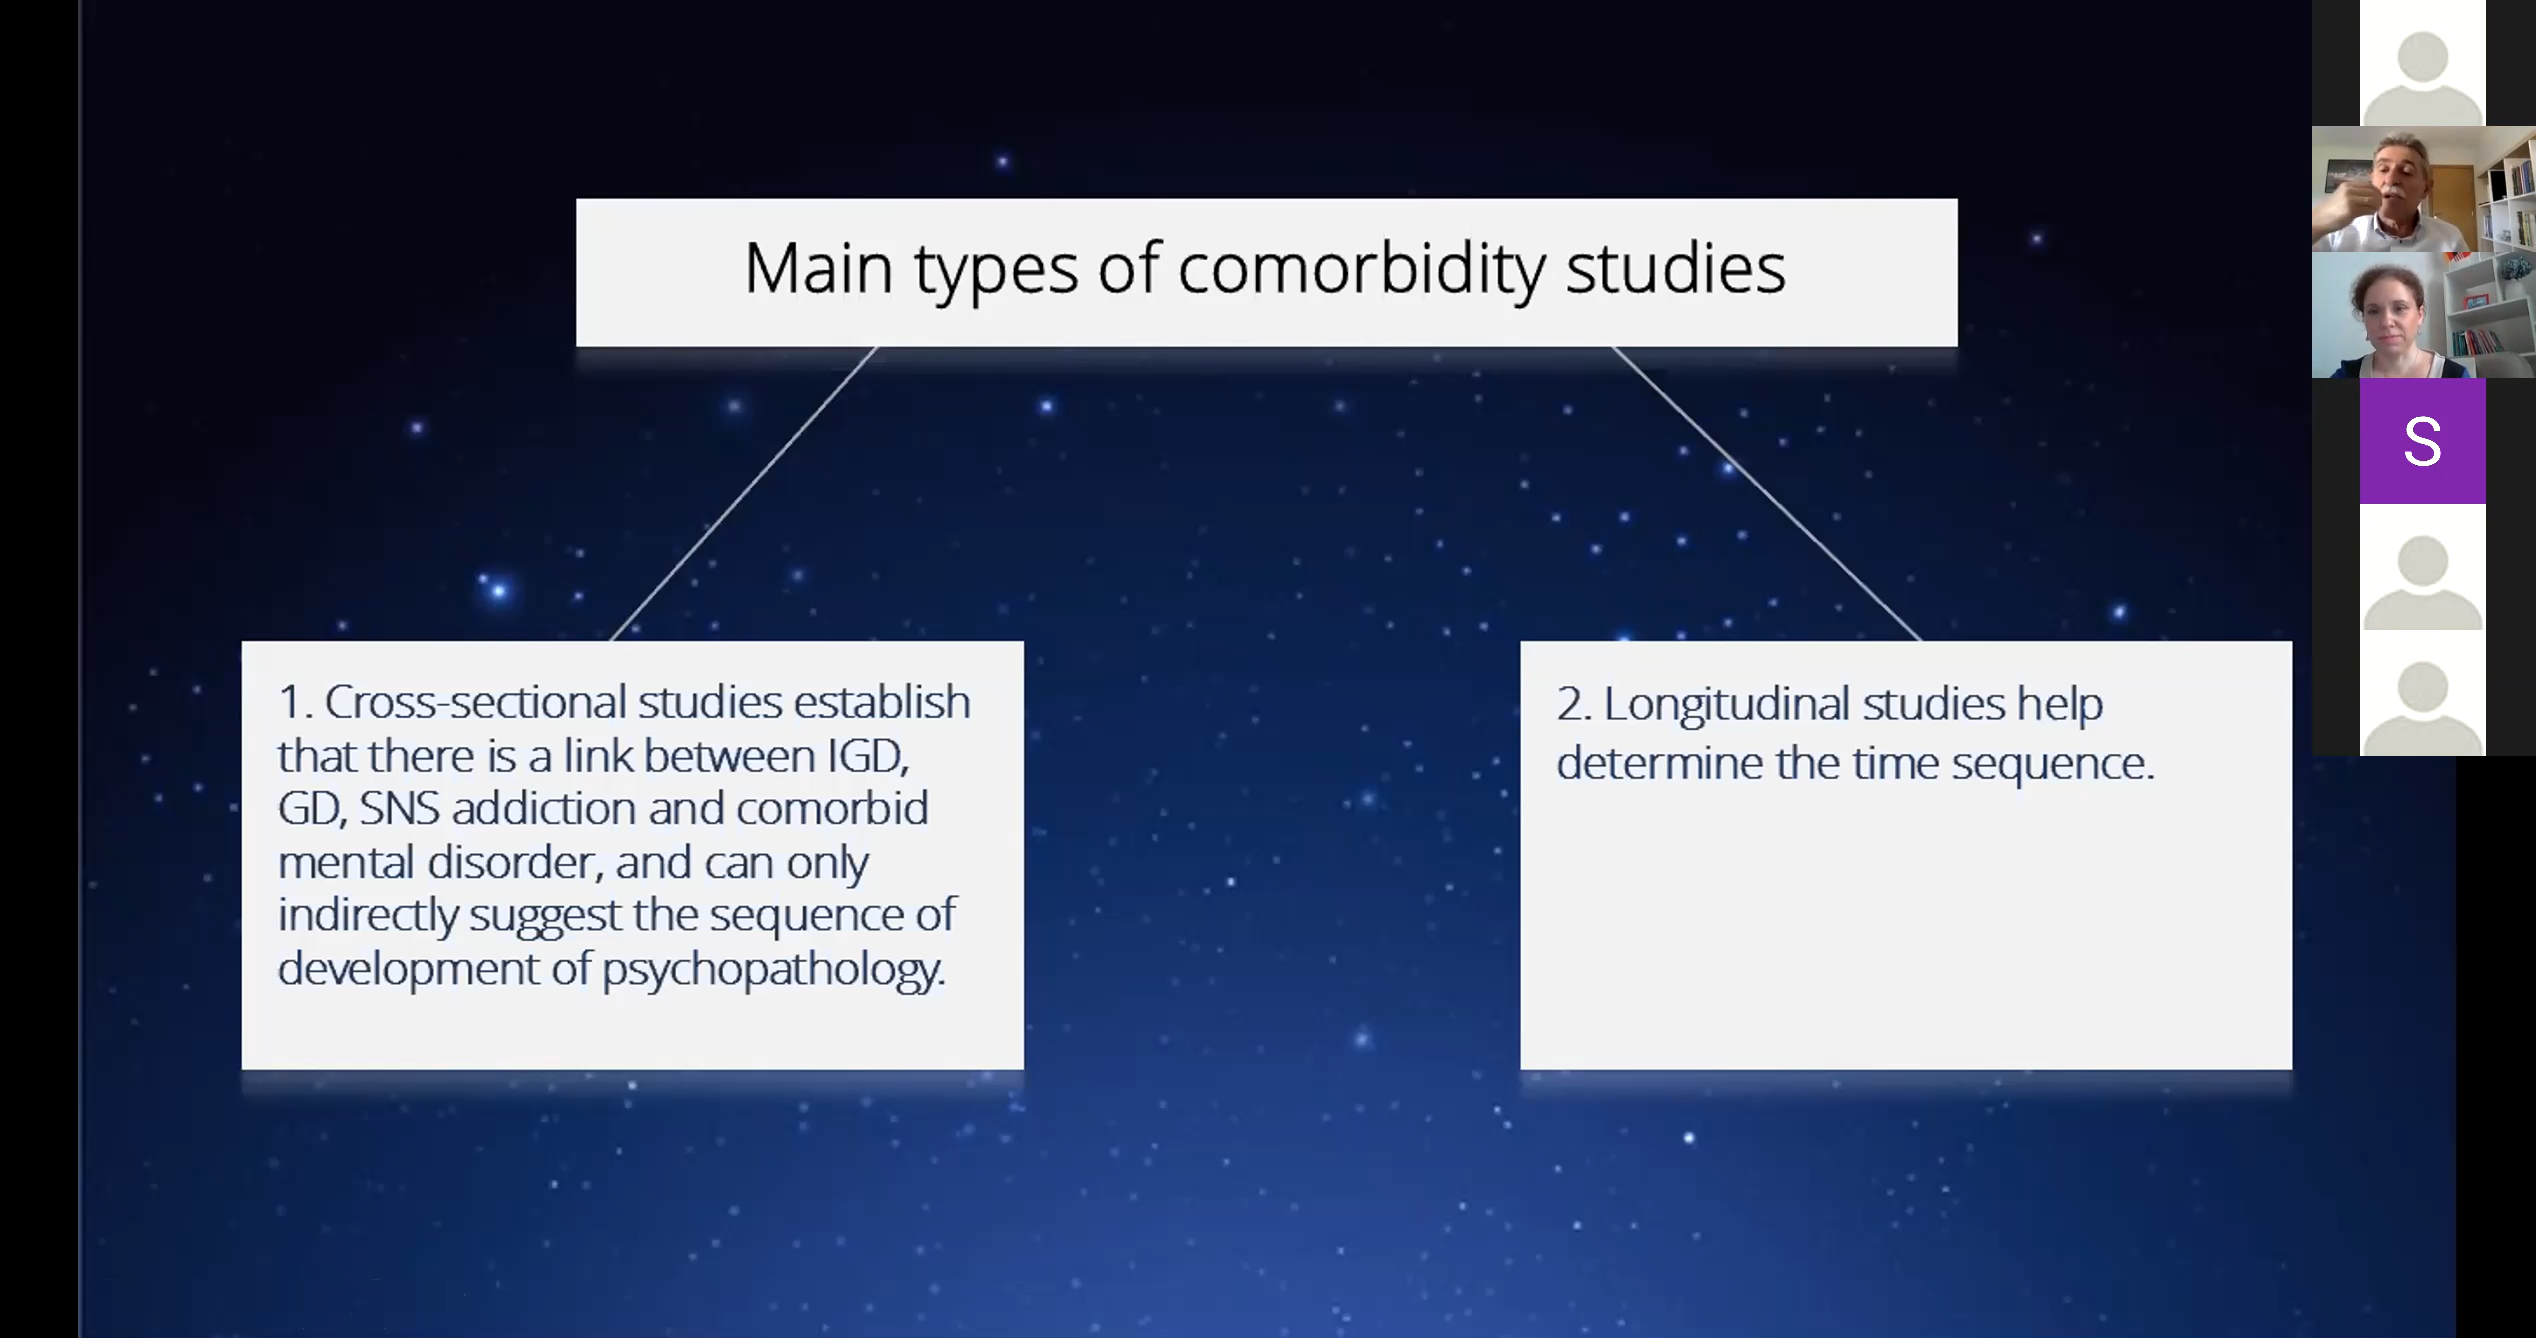 Main types of comorbidity studies
1. Cross-sectional studies establish
that there is a link between IGD,
GD, SNS addiction and comorbid
mental disorder, and can only
indirectly suggest the sequence of
development of psychopathology.
2. Longitudinal studies help
determine the time sequence.
S